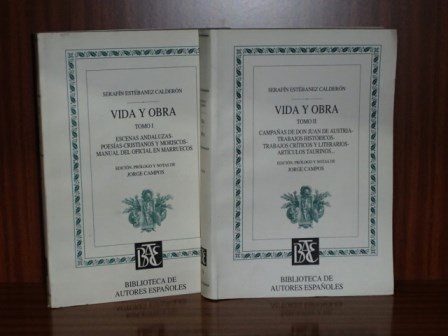 SERAFÍN ESTÉBANEZ CALDERÓN
VIDA Y OBRA
TOMO I
ESCENAS ANDALUZAS-
POESÍAS-CRISTIANOS Y MORISCOS-
MANUAL DEL OFICIAL EN MARRUECOS
EDICIÓN, PRÓLOGO Y NOTAS DE
JORGE CAMPOS
BIBLIOTECA DE
AUTORES ESPAÑOLES
SERAFÍN ESTÉBANEZ CALDERÓN
VIDA Y OBRA
TOMO II
CAMPAÑAS DE DON JUAN DE AUSTRIA-
TRABAJOS HISTÓRICOS-
TRABAJOS CRÍTICOS Y LITERARIOS-
ARTÍCULOS TAURINOS...
EDICIÓN, PRÓLOGO Y NOTAS DE
JORGE CAMPOS
BIBLIOTECA DE
AUTORES ESPAÑOLES